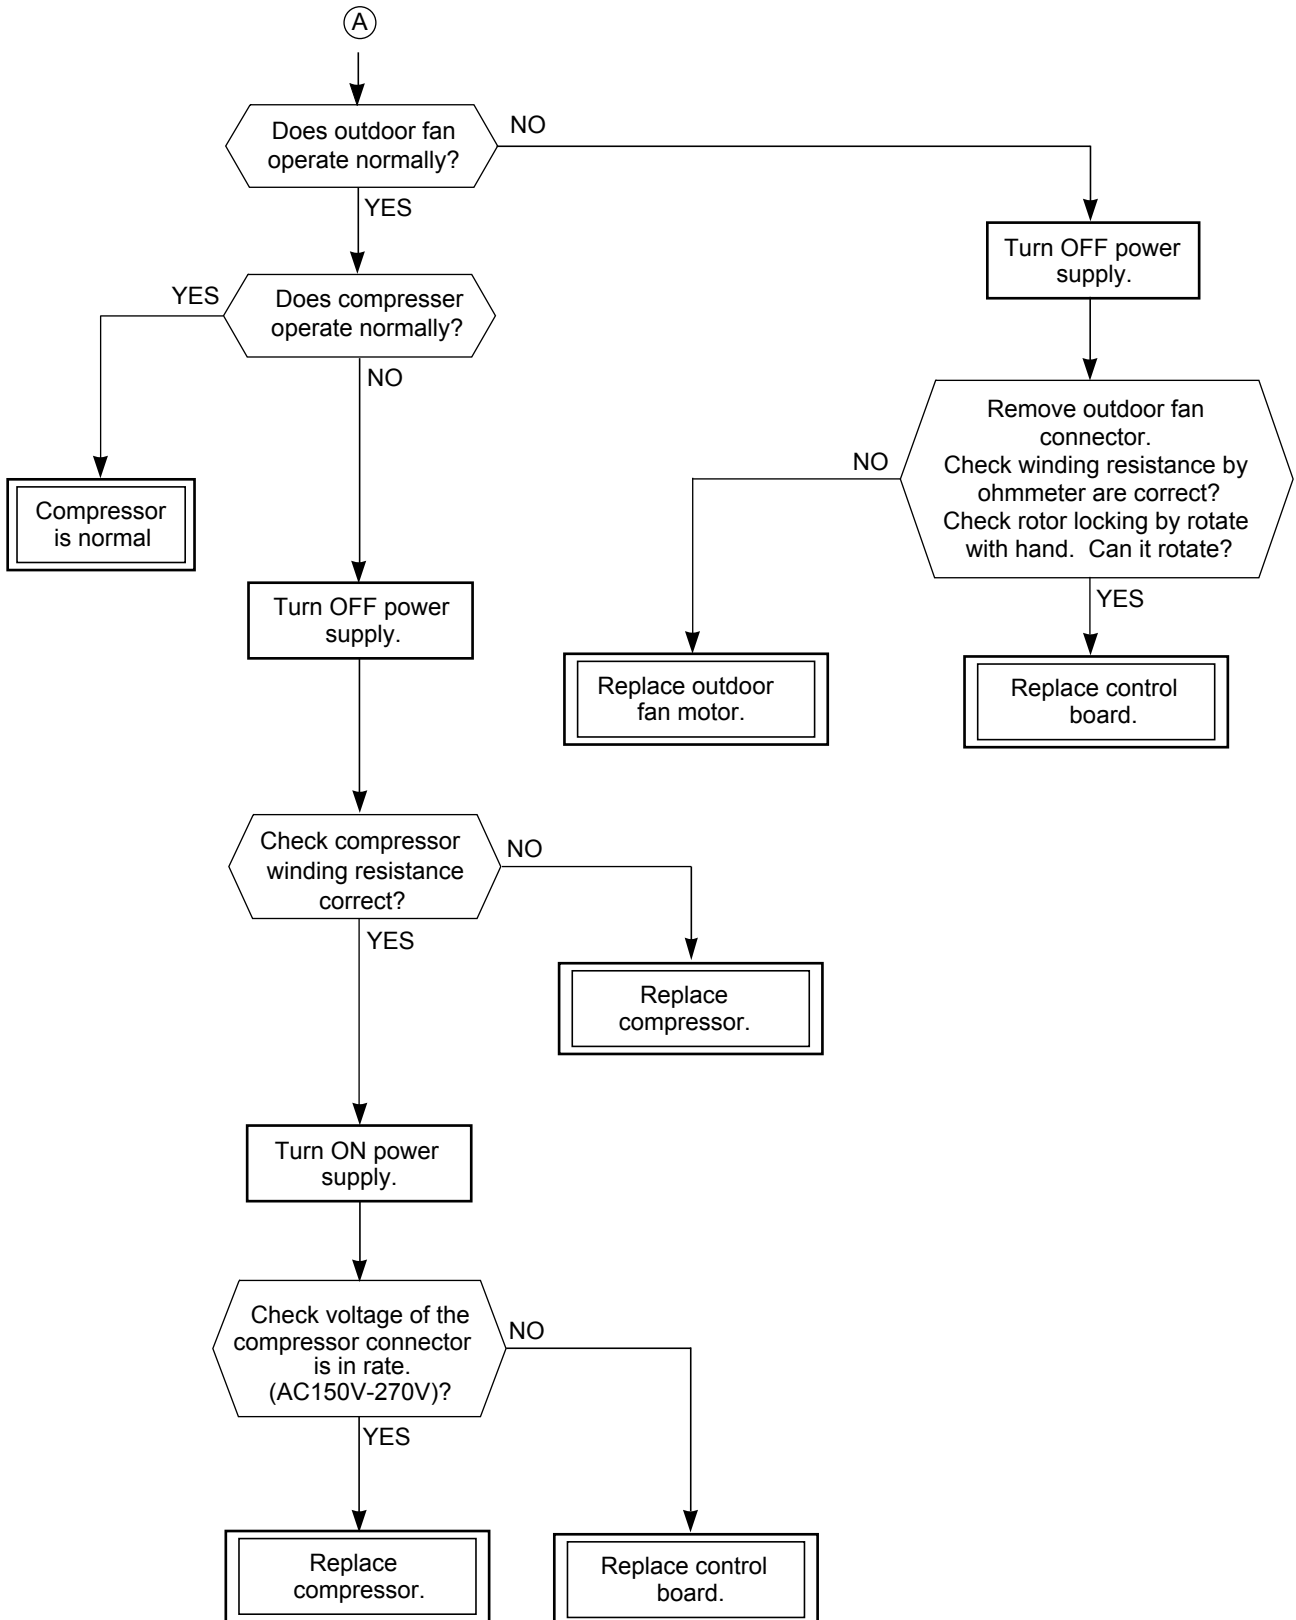 A
Does outdoor fan
operate normally?
NO
YES
Turn OFF power
supply.
Does compresser
operate normally?
YES
NO
Remove outdoor fan
connector.
Check winding resistance by
ohmmeter are correct?
Check rotor locking by rotate
with hand. Can it rotate?
NO
YES
Compressor
is normal
Turn OFF power
supply.
Replace outdoor
fan motor.
Replace control
board.
Check compressor
winding resistance
correct?
NO
YES
Replace
compressor.
Turn ON power
supply.
Check voltage of the
compressor connector
is in rate.
(AC150V-270V)?
NO
YES
Replace
compressor.
Replace control
board.